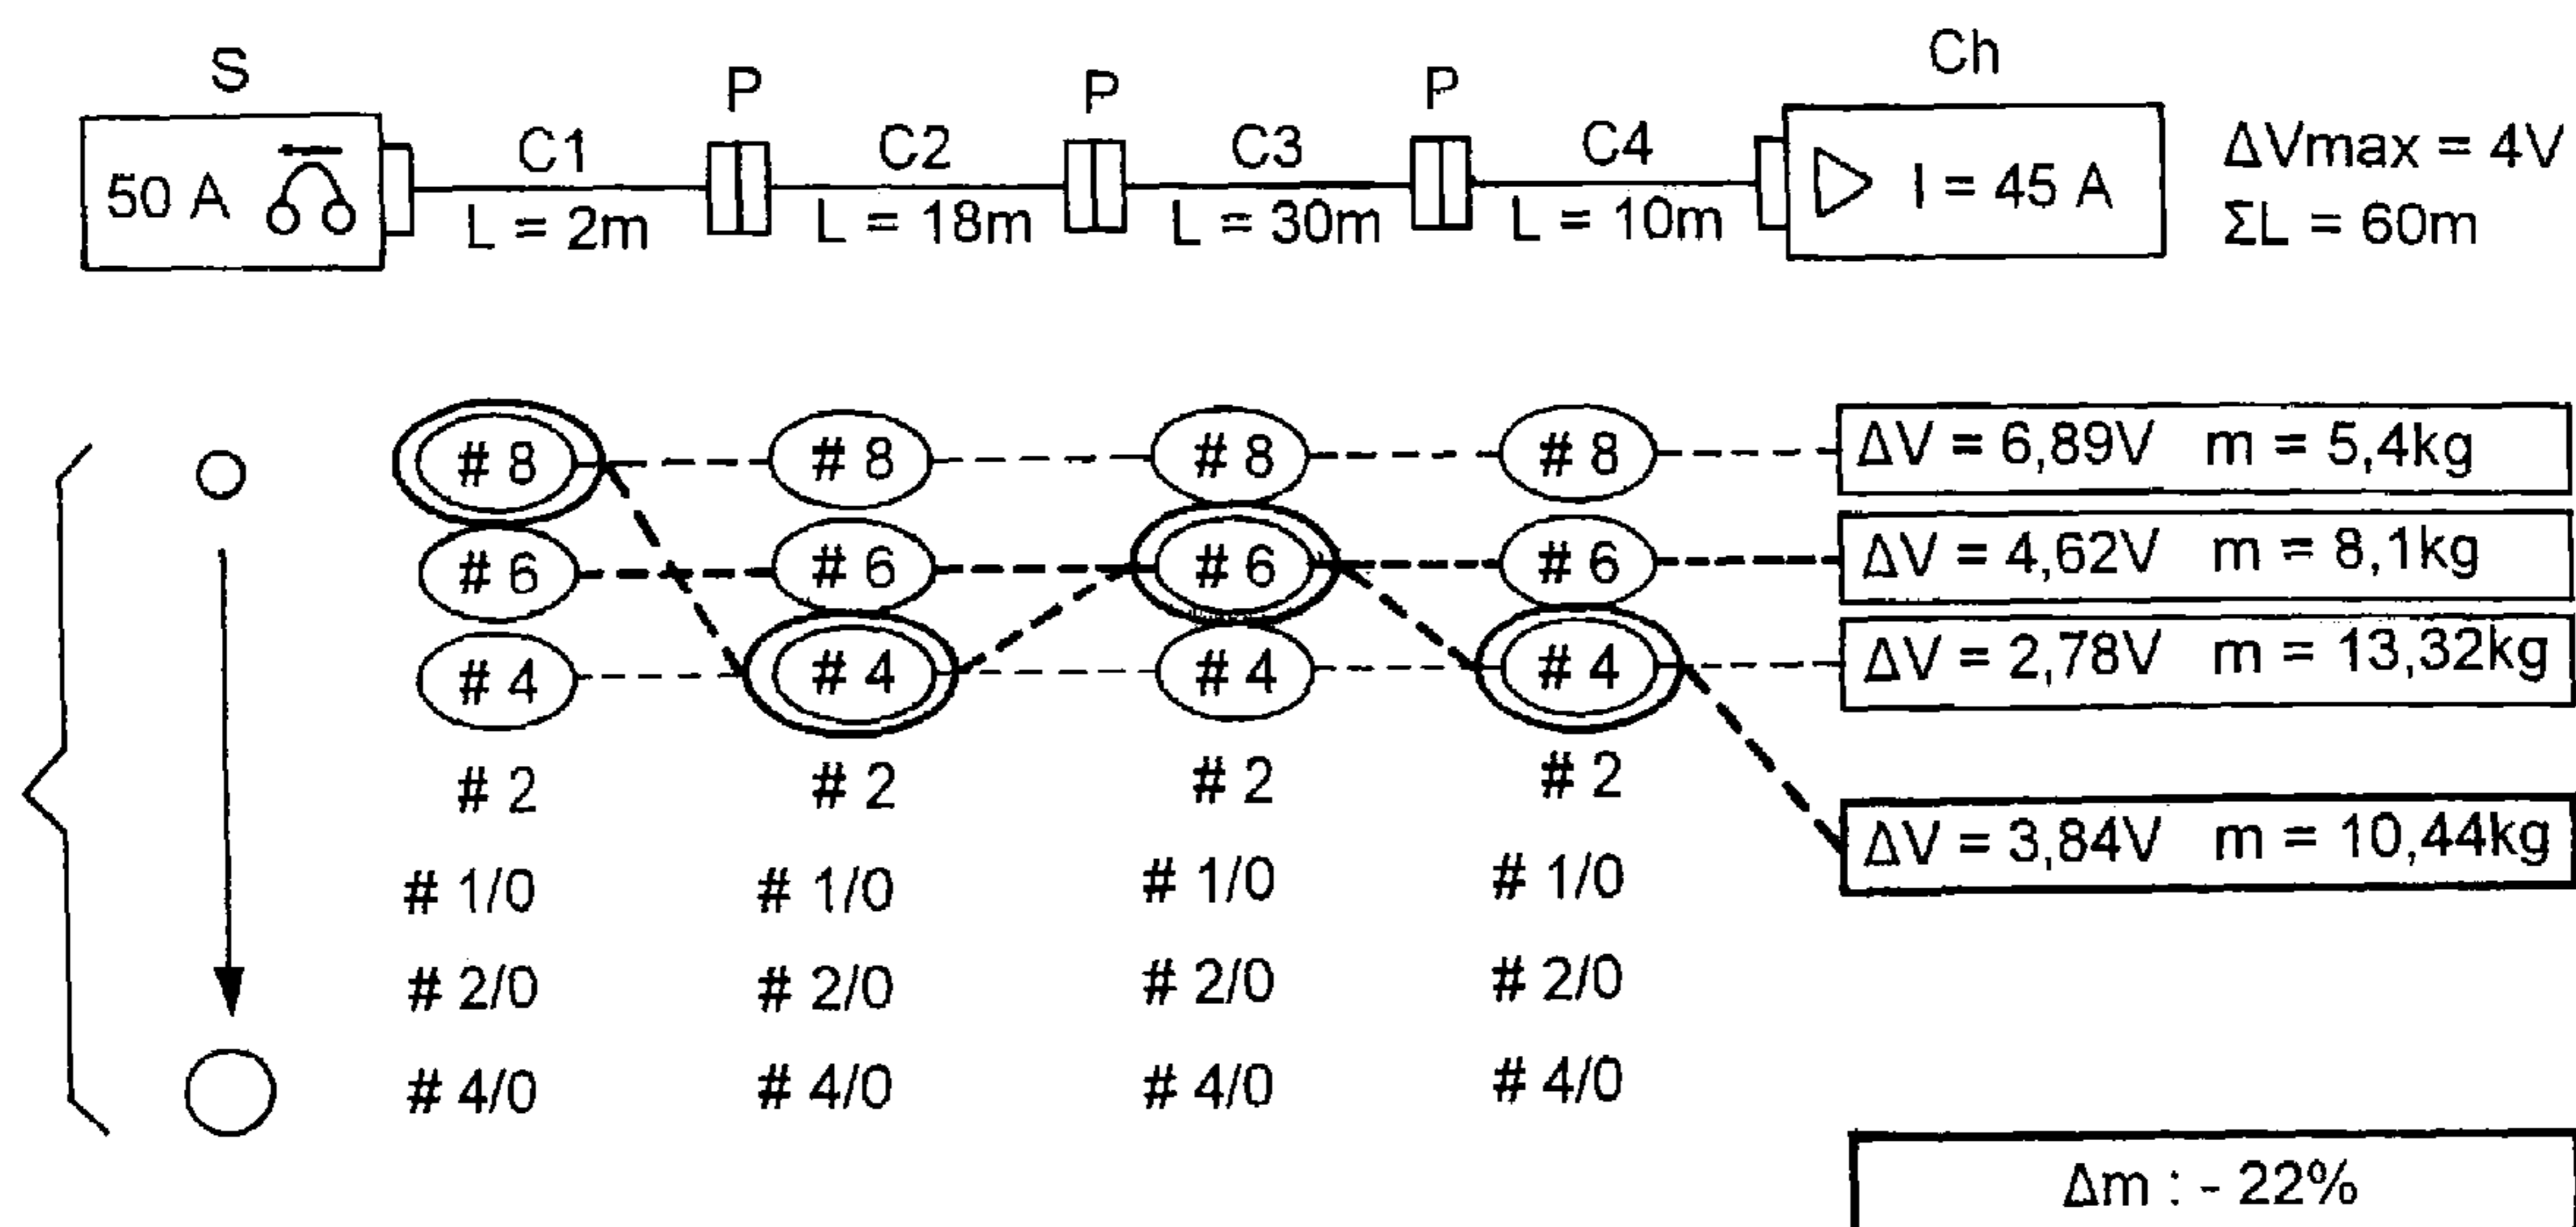 S P P P Ch
50 A C1 C2 C3 C4 I = 45 A ΔVmax = 4V
L = 2m L = 18m L = 30m L = 10m ΣL = 60m
# 8 # 8 # 8 # 8 ΔV = 6,89V m = 5,4kg
# 6 # 6 # 6 # 6 ΔV = 4,62V m = 8,1kg
# 4 # 4 # 4 # 4 ΔV = 2,78V m = 13,32kg
# 2 # 2 # 2 # 2
ΔV = 3,84V m = 10,44kg
# 1/0 # 1/0 # 1/0 # 1/0
# 2/0 # 2/0 # 2/0 # 2/0
# 4/0 # 4/0 # 4/0 # 4/0
Δm : - 22%